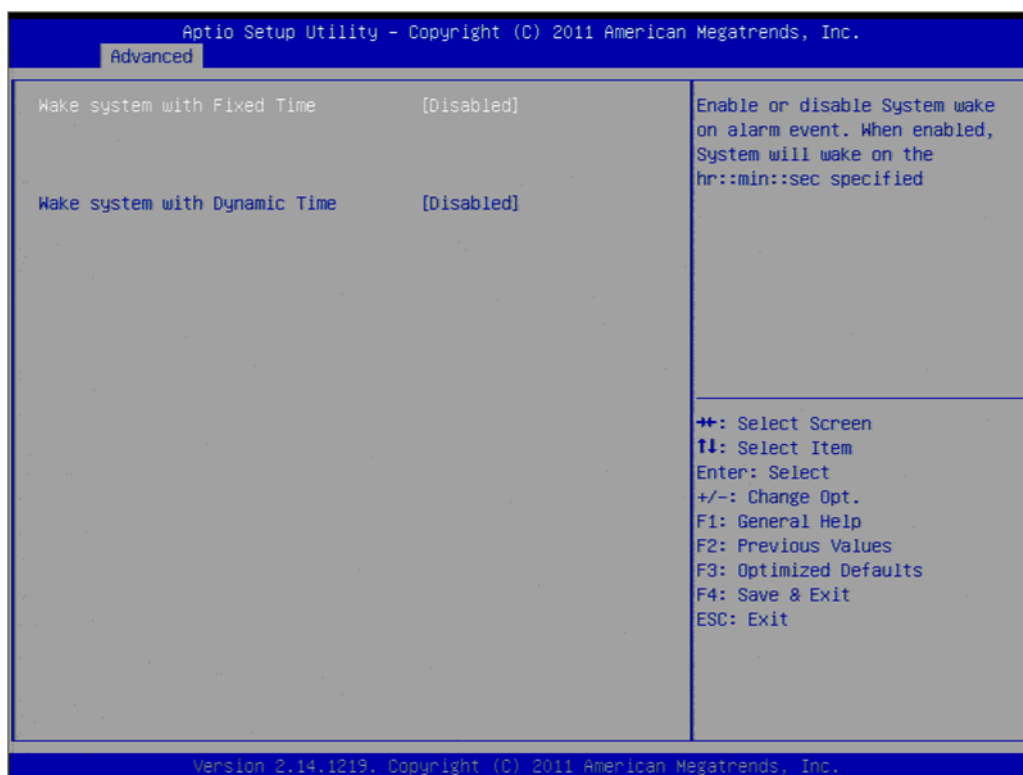 Aptio Setup Utility – Copyright (C) 2011 American Megatrends, Inc.
Advanced
Wake system with Fixed Time [Disabled]
Wake system with Dynamic Time [Disabled]
Enable or disable System wake
on alarm event. When enabled,
System will wake on the
hr::min::sec specified
→←: Select Screen
↑↓: Select Item
Enter: Select
+/-: Change Opt.
F1: General Help
F2: Previous Values
F3: Optimized Defaults
F4: Save & Exit
ESC: Exit
Version 2.14.1219. Copyright (C) 2011 American Megatrends, Inc.